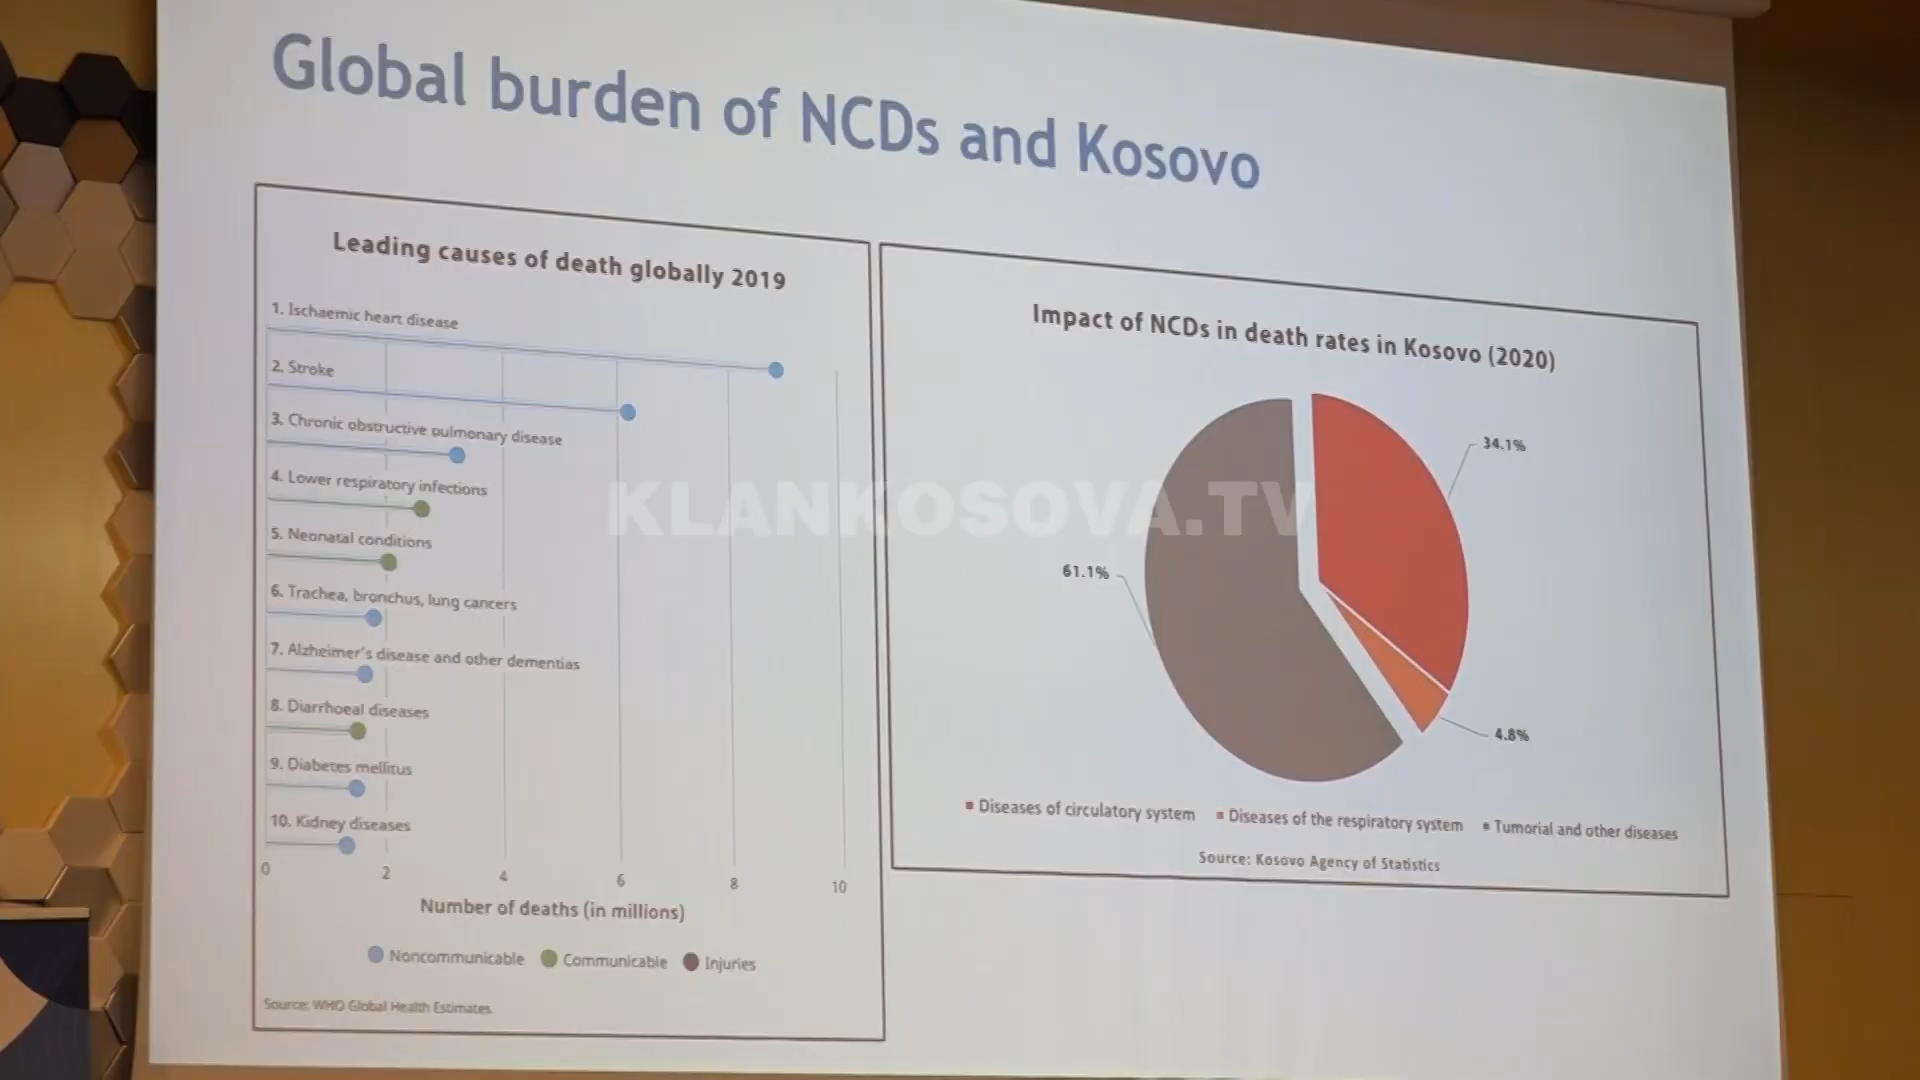 Global burden of NCDs and Kosovo
Leading causes of death globally 2019
1. Ischaemic heart disease
2. Stroke
3. Chronic obstructive pulmonary disease
4. Lower respiratory infections
5. Neonatal conditions
6. Trachea, bronchus, lung cancers
7. Alzheimer's disease and other dementias
8. Diarrhoeal diseases
9. Diabetes mellitus
10. Kidney diseases
0 2 4 6 8 10
Number of deaths (in millions)
Noncommunicable Communicable Injuries
Source: WHO Global Health Estimates.
Impact of NCDs in death rates in Kosovo (2020)
34.1%
61.1%
4.8%
Diseases of circulatory system Diseases of the respiratory system Tumorial and other diseases
Source: Kosovo Agency of Statistics
KLANKOSOVA.TV